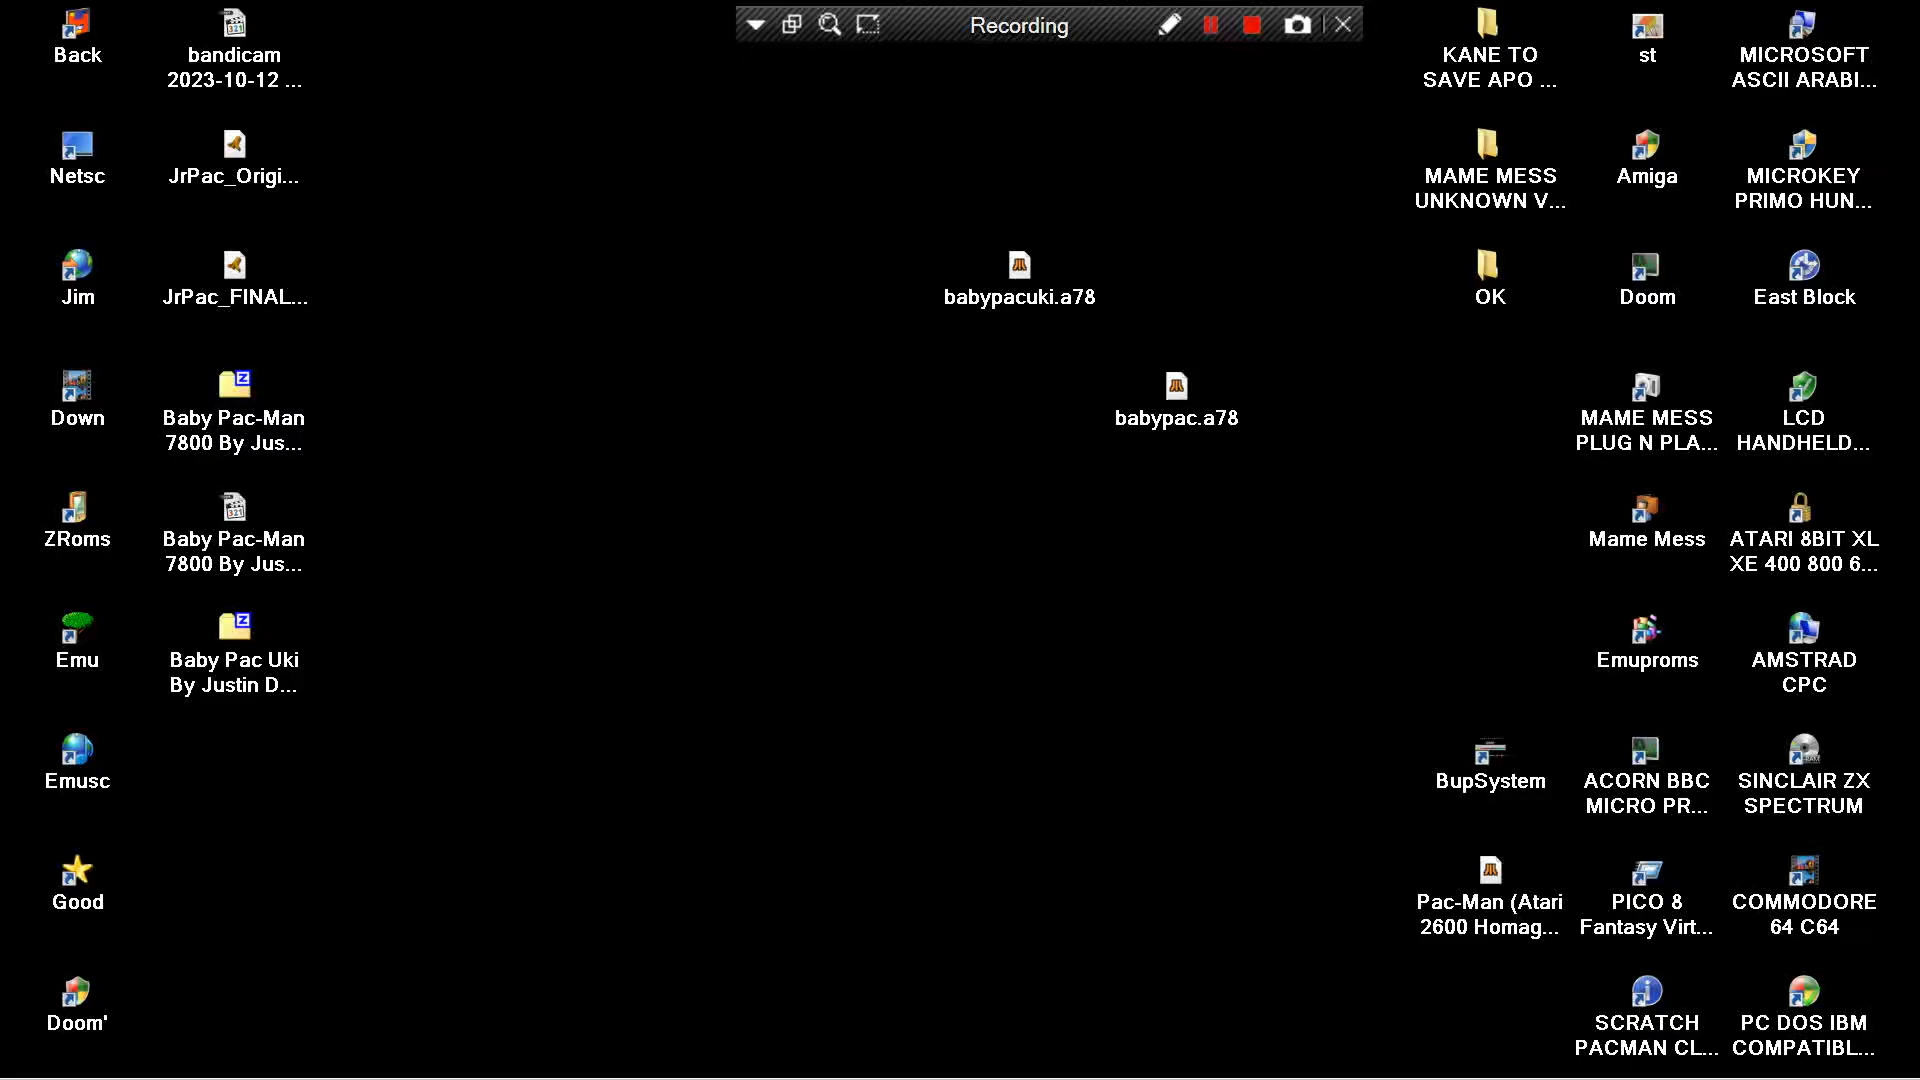 Recording
Back
bandicam
2023-10-12 ...
KANE TO
SAVE APO ...
st
MICROSOFT
ASCII ARABI...
Netsc
JrPac_Origi...
MAME MESS
UNKNOWN V...
Amiga
MICROKEY
PRIMO HUN...
Jim
JrPac_FINAL...
babypacuki.a78
OK
Doom
East Block
Down
Baby Pac-Man
7800 By Jus...
babypac.a78
MAME MESS
PLUG N PLA...
LCD
HANDHELD...
ZRoms
Baby Pac-Man
7800 By Jus...
Mame Mess
ATARI 8BIT XL
XE 400 800 6...
Emu
Baby Pac Uki
By Justin D...
Emuproms
AMSTRAD
CPC
Emusc
BupSystem
ACORN BBC
MICRO PR...
SINCLAIR ZX
SPECTRUM
Good
Pac-Man (Atari
2600 Homag...
PICO 8
Fantasy Virt...
COMMODORE
64 C64
Doom'
SCRATCH
PACMAN CL...
PC DOS IBM
COMPATIBL...